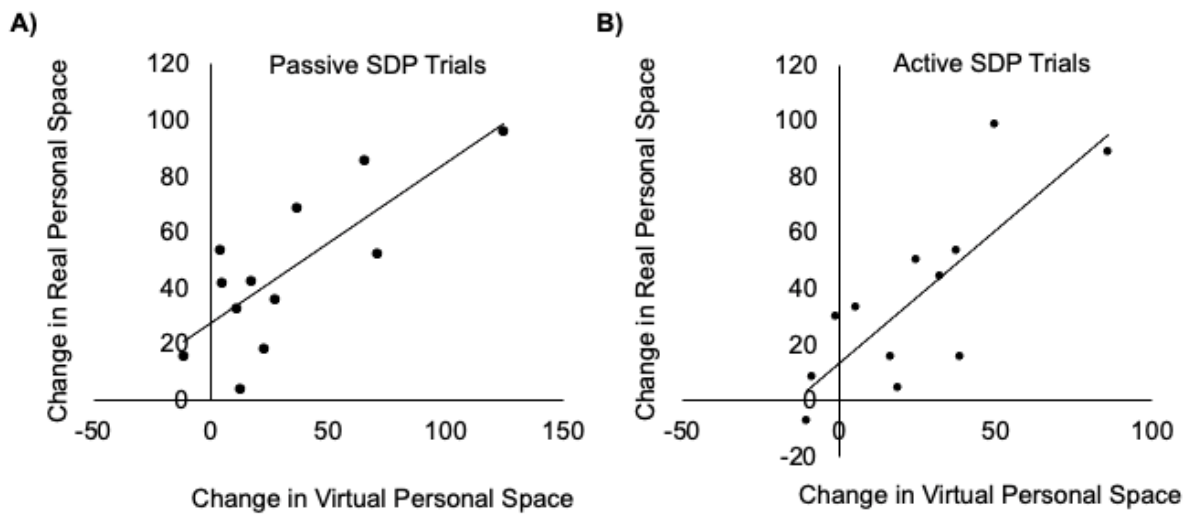 A)
Passive SDP Trials
Change in Real Personal Space
120
100
80
60
40
20
0
-50 0 50 100 150
Change in Virtual Personal Space
B)
Active SDP Trials
Change in Real Personal Space
120
100
80
60
40
20
0
-20
-50 0 50 100
Change in Virtual Personal Space